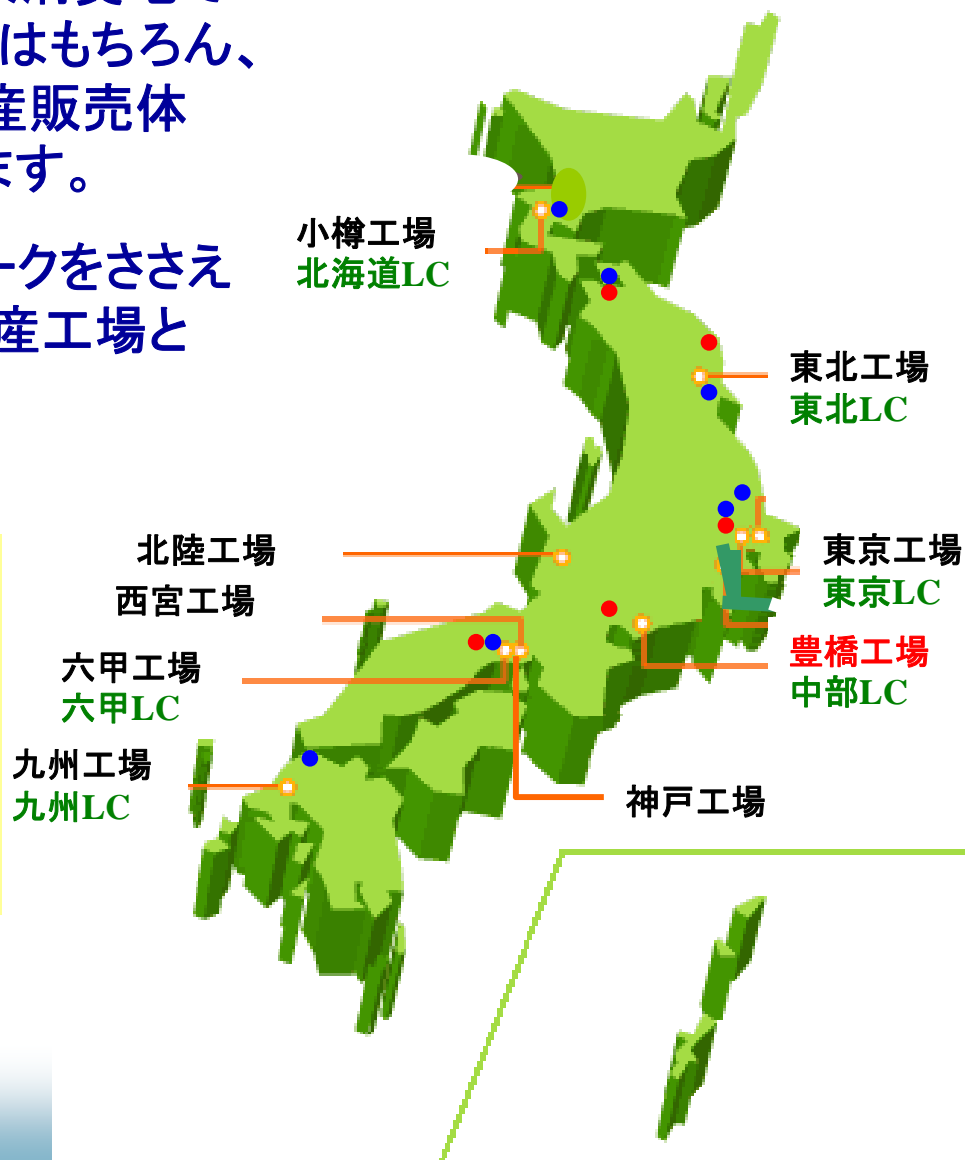 はもちろん、
産販売体
ます。
ークをささえ
産工場と
小樽工場
北海道LC
東北工場
東北LC
北陸工場
西宮工場
六甲工場
六甲LC
九州工場
九州LC
東京工場
東京LC
豊橋工場
中部LC
神戸工場